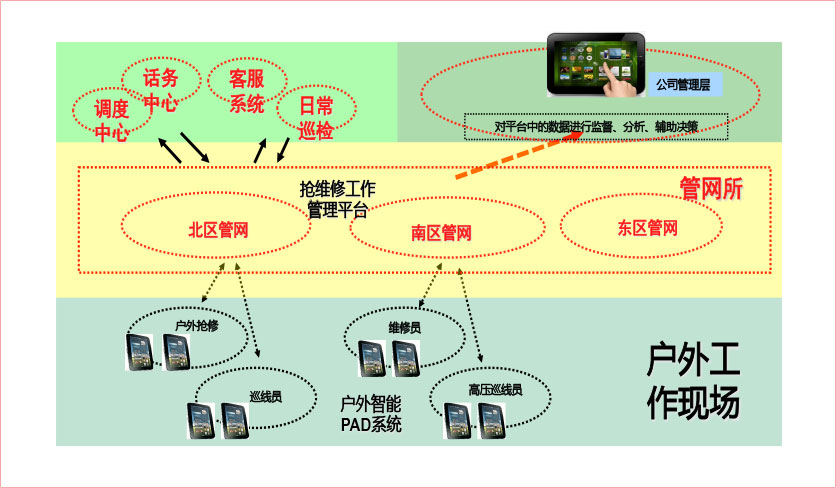 话务
中心
客服
系统
调度
中心
日常
巡检
公司管理层
对平台中的数据进行监督、分析、辅助决策
抢维修工作
管理平台
管网所
北区管网
南区管网
东区管网
户外抢修
维修员
巡线员
高压巡线员
户外智能
PAD系统
户外工
作现场